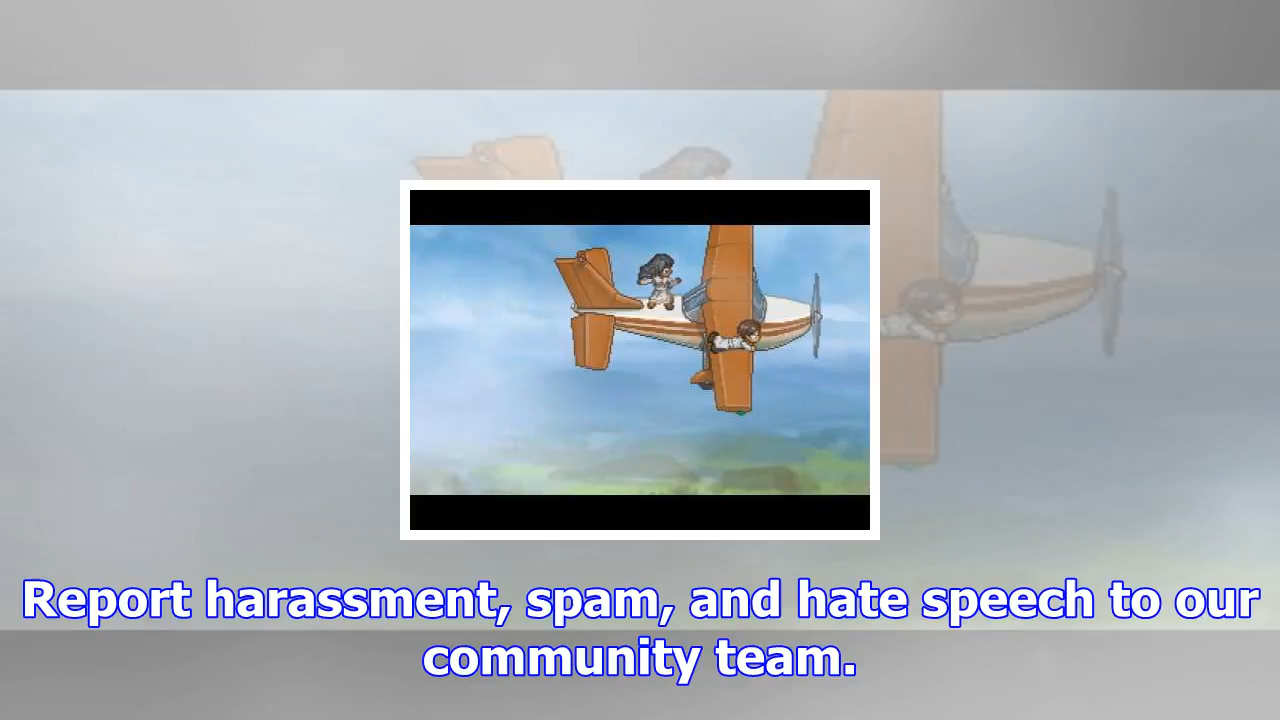 Report harassment, spam, and hate speech to our
community team.